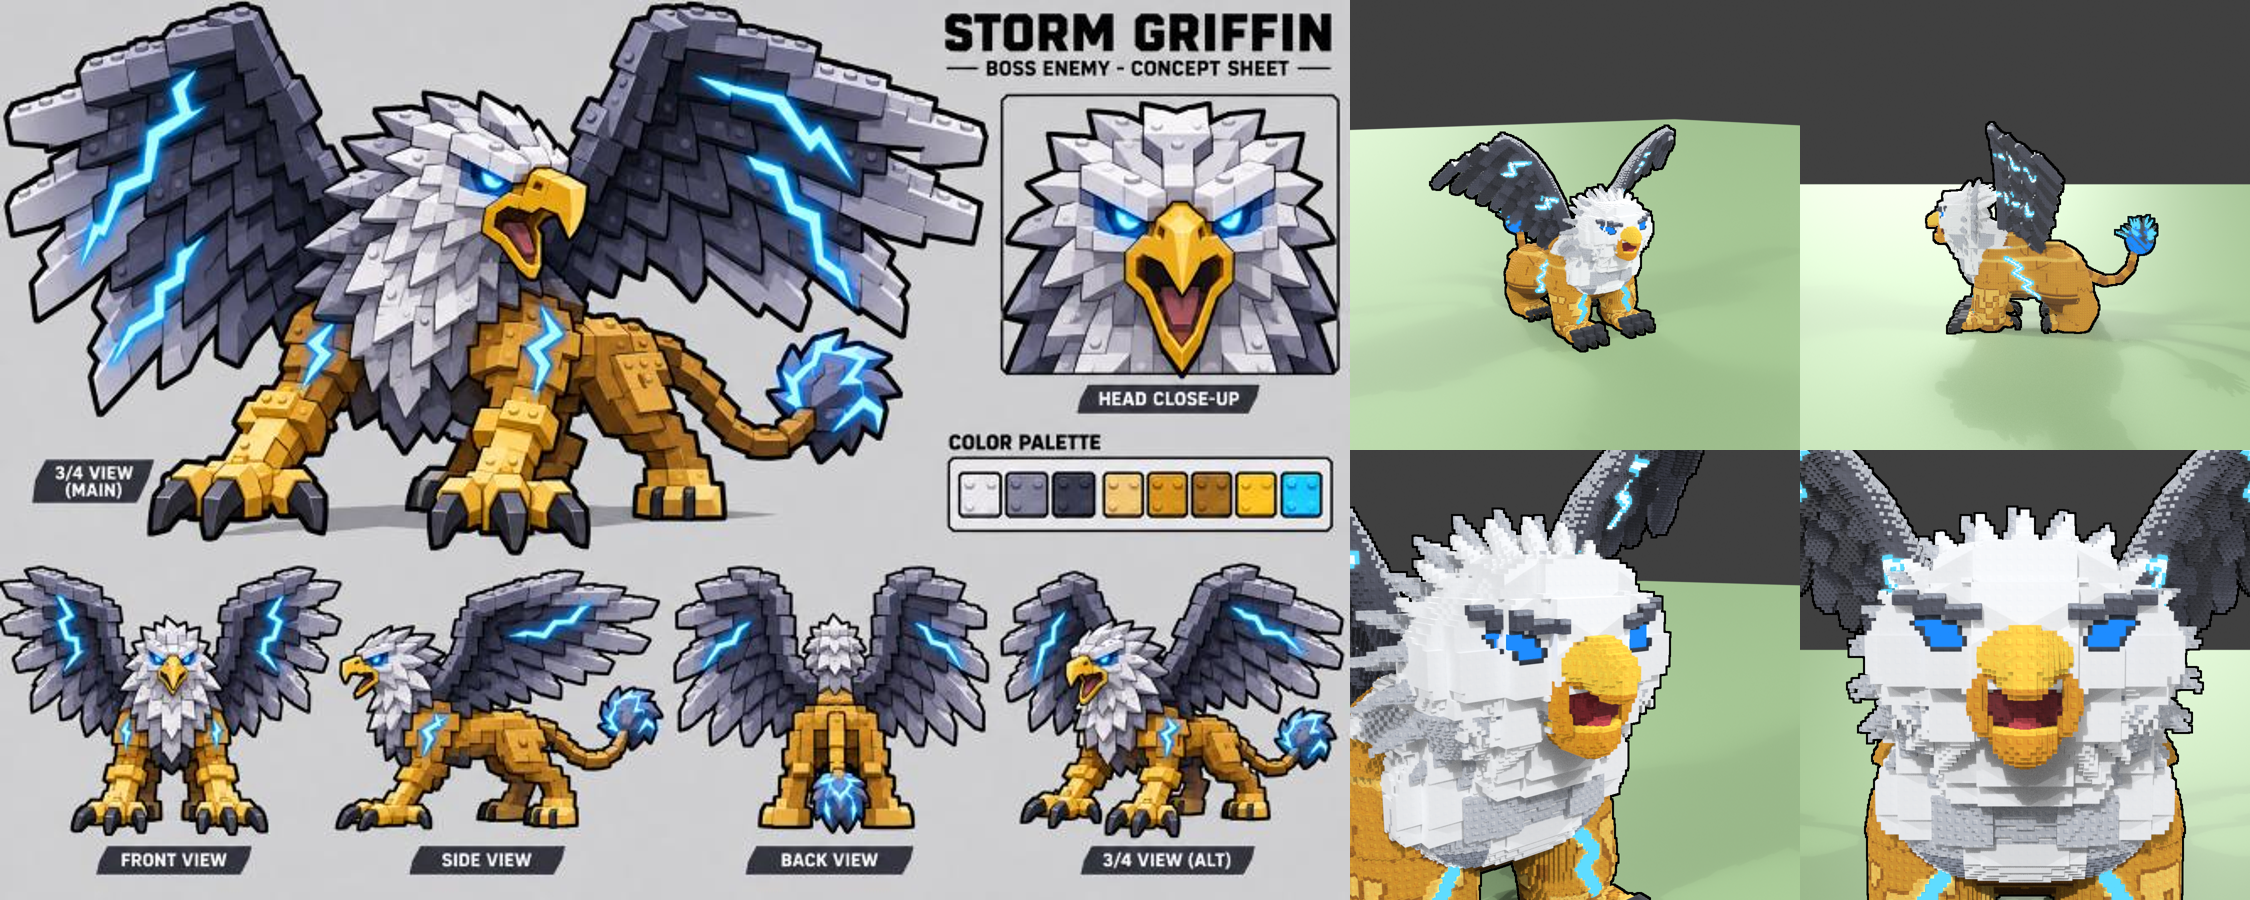 STORM GRIFFIN
BOSS ENEMY - CONCEPT SHEET
HEAD CLOSE-UP
COLOR PALETTE
3/4 VIEW
(MAIN)
FRONT VIEW
SIDE VIEW
BACK VIEW
3/4 VIEW (ALT)